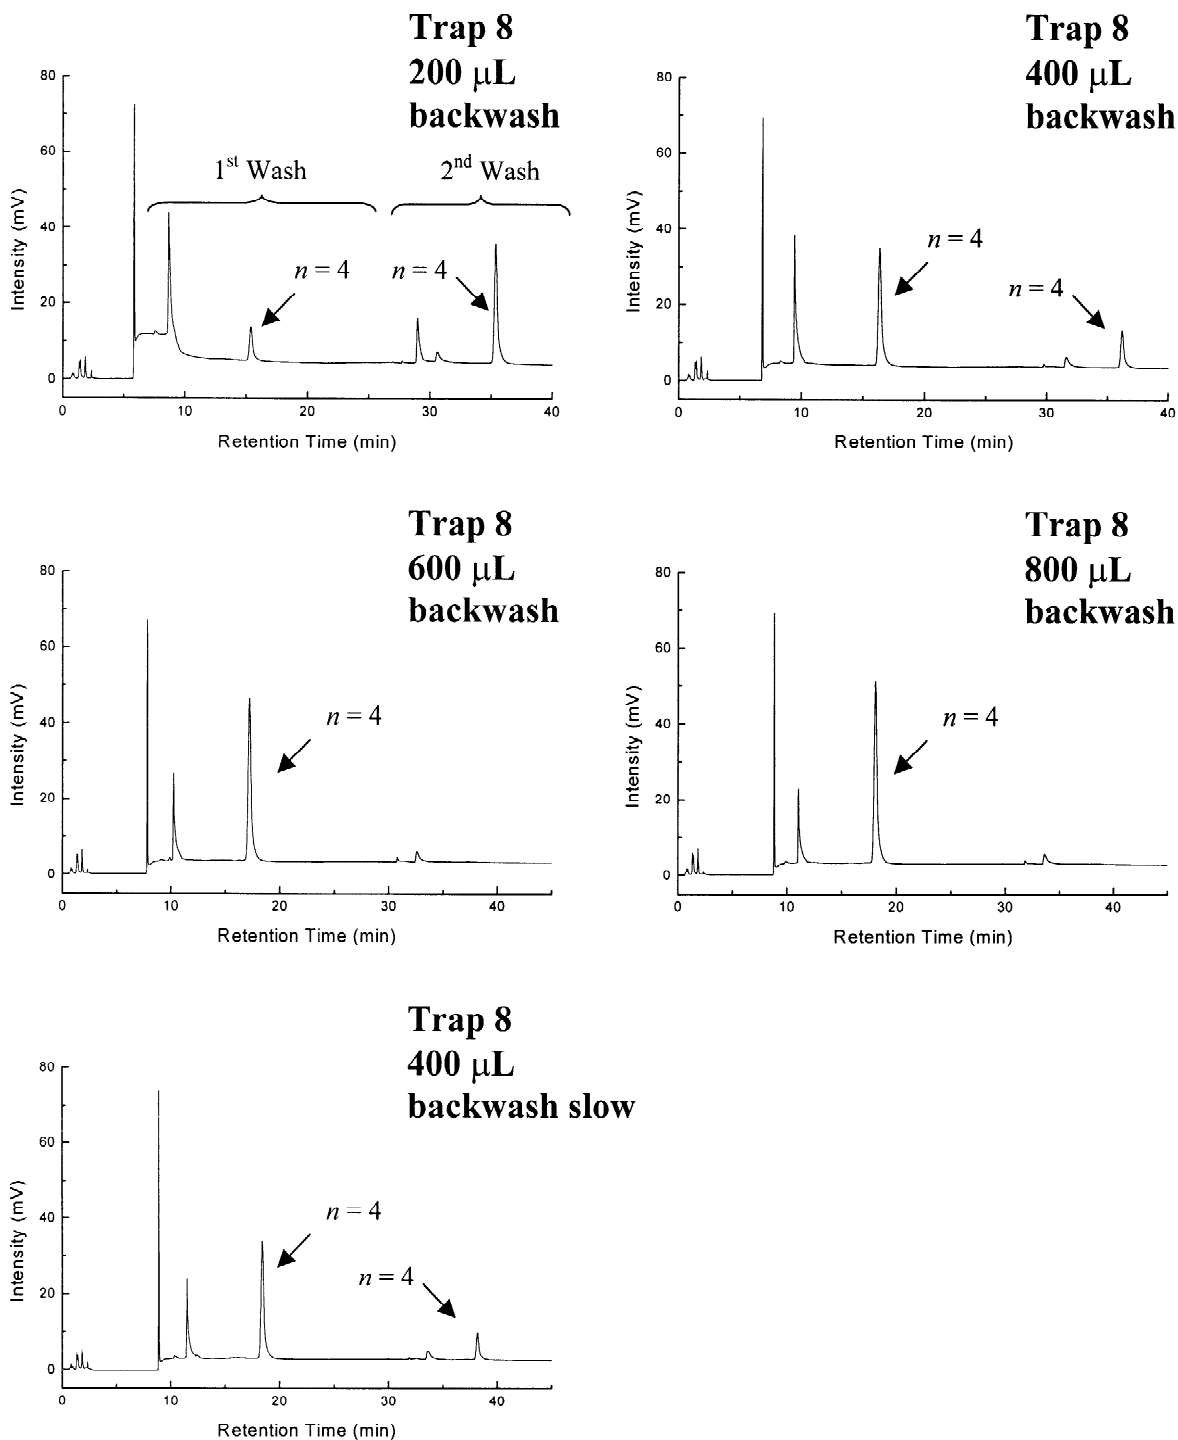 Trap 8
200 μL
backwash
80
60
40
20
0
Intensity (mV)
1st Wash
2nd Wash
n = 4
n = 4
0 10 20 30 40
Retention Time (min)
Trap 8
400 μL
backwash
80
60
40
20
0
Intensity (mV)
n = 4
n = 4
0 10 20 30 40
Retention Time (min)
Trap 8
600 μL
backwash
80
60
40
20
0
Intensity (mV)
n = 4
0 10 20 30 40
Retention Time (min)
Trap 8
800 μL
backwash
80
60
40
20
0
Intensity (mV)
n = 4
0 10 20 30 40
Retention Time (min)
Trap 8
400 μL
backwash slow
80
60
40
20
0
Intensity (mV)
n = 4
n = 4
0 10 20 30 40
Retention Time (min)